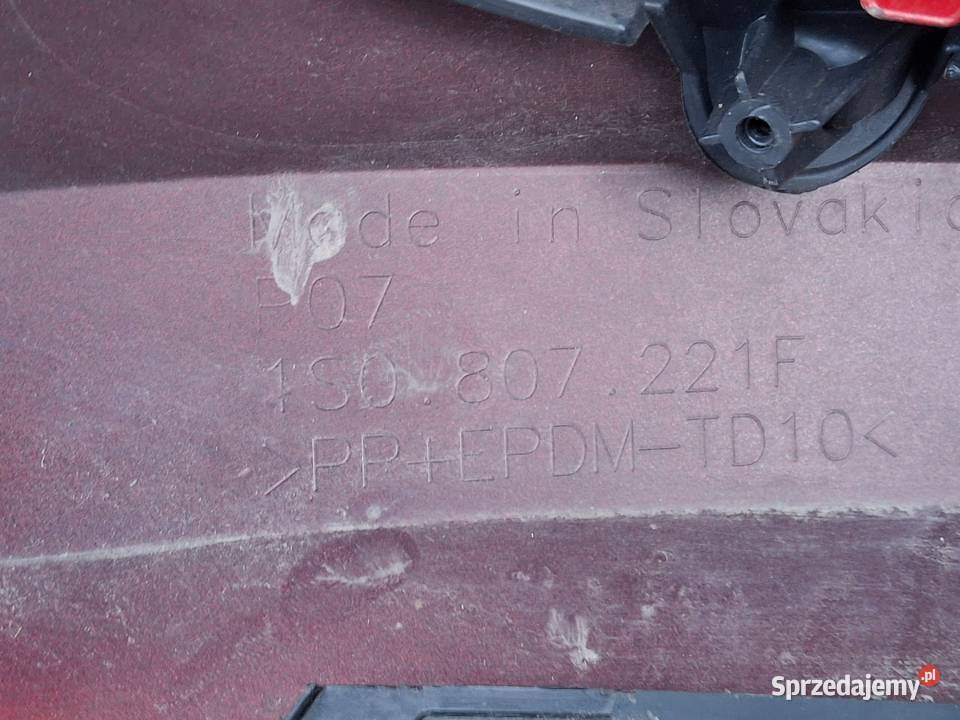 Made in Slovakia
P07
1S0.807.221F
>PP+EPDM-TD10<
Sprzedajemy.pl